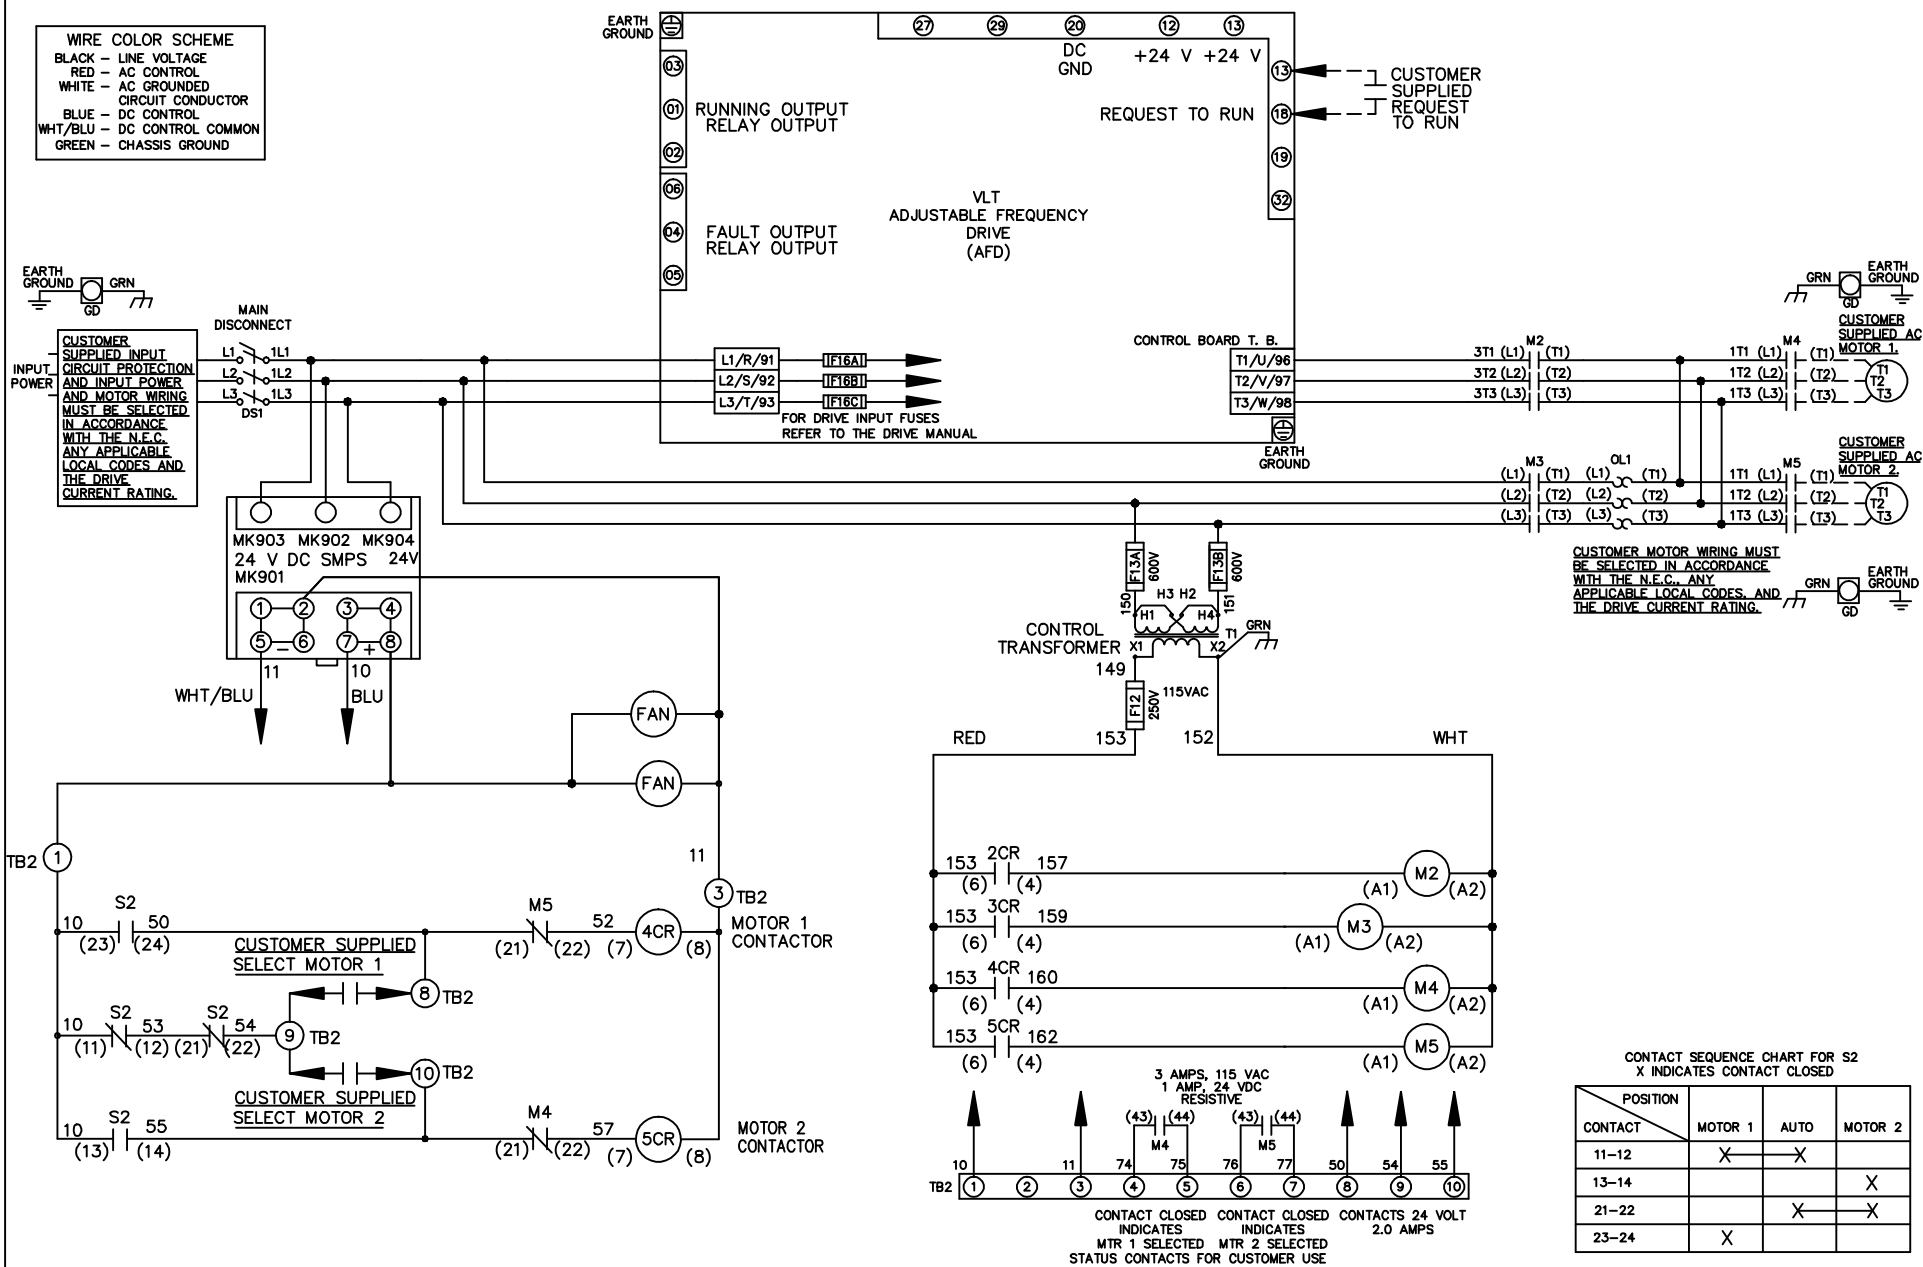 WIRE COLOR SCHEME
BLACK – LINE VOLTAGE
RED – AC CONTROL
WHITE – AC GROUNDED
CIRCUIT CONDUCTOR
BLUE – DC CONTROL
WHT/BLU – DC CONTROL COMMON
GREEN – CHASSIS GROUND
EARTH
GROUND
27 29 20 12 13
DC
GND
+24 V +24 V
03
01
02
RUNNING OUTPUT
RELAY OUTPUT
06
04
05
FAULT OUTPUT
RELAY OUTPUT
VLT
ADJUSTABLE FREQUENCY
DRIVE
(AFD)
13
REQUEST TO RUN 18
19
32
CUSTOMER
SUPPLIED
REQUEST
TO RUN
EARTH
GROUND GRN
GD
INPUT
POWER
CUSTOMER
SUPPLIED INPUT
CIRCUIT PROTECTION
AND INPUT POWER
AND MOTOR WIRING
MUST BE SELECTED
IN ACCORDANCE
WITH THE N.E.C.
ANY APPLICABLE
LOCAL CODES AND
THE DRIVE
CURRENT RATING.
MAIN
DISCONNECT
L1 1L1
L2 1L2
L3 1L3
DS1
L1/R/91 F16A
L2/S/92 F16B
L3/T/93 F16C
FOR DRIVE INPUT FUSES
REFER TO THE DRIVE MANUAL
CONTROL BOARD T. B.
T1/U/96
T2/V/97
T3/W/98
EARTH
GROUND
M2
3T1 (L1) (T1)
3T2 (L2) (T2)
3T3 (L3) (T3)
M4
1T1 (L1) (T1)
1T2 (L2) (T2)
1T3 (L3) (T3)
GRN
GD
EARTH
GROUND
CUSTOMER
SUPPLIED AC
MOTOR 1.
T1
T2
T3
M3 OL1
(L1) (T1) (L1) (T1)
(L2) (T2) (L2) (T2)
(L3) (T3) (L3) (T3)
M5
1T1 (L1) (T1)
1T2 (L2) (T2)
1T3 (L3) (T3)
CUSTOMER
SUPPLIED AC
MOTOR 2.
T1
T2
T3
CUSTOMER MOTOR WIRING MUST
BE SELECTED IN ACCORDANCE
WITH THE N.E.C., ANY
APPLICABLE LOCAL CODES, AND
THE DRIVE CURRENT RATING.
GRN
GD
EARTH
GROUND
MK903 MK902 MK904
24 V DC SMPS 24V
MK901
1 2 3 4
5 – 6 7 + 8
11 10
WHT/BLU BLU
FAN
FAN
F13A 600V
F13B 600V
150 151
H3 H2
H1 H4
CONTROL
TRANSFORMER
X1 X2 T1 GRN
149
F12 250V 115VAC
153 152
RED WHT
TB2 1
11
3 TB2
S2
10 50
(23) (24)
M5
(21) (22)
52
(7) 4CR (8)
MOTOR 1
CONTACTOR
CUSTOMER SUPPLIED
SELECT MOTOR 1
8 TB2
S2 S2
10 53 54
(11) (12) (21) (22)
9 TB2
10 TB2
CUSTOMER SUPPLIED
SELECT MOTOR 2
S2
10 55
(13) (14)
M4
(21) (22)
57
(7) 5CR (8)
MOTOR 2
CONTACTOR
2CR
153 157
(6) (4)
(A1) M2 (A2)
3CR
153 159
(6) (4)
(A1) M3 (A2)
4CR
153 160
(6) (4)
(A1) M4 (A2)
5CR
153 162
(6) (4)
(A1) M5 (A2)
3 AMPS, 115 VAC
1 AMP, 24 VDC
RESISTIVE
(43) (44) (43) (44)
M4 M5
10 11 74 75 76 77 50 54 55
TB2 1 2 3 4 5 6 7 8 9 10
CONTACT CLOSED CONTACT CLOSED CONTACTS 24 VOLT
INDICATES INDICATES 2.0 AMPS
MTR 1 SELECTED MTR 2 SELECTED
STATUS CONTACTS FOR CUSTOMER USE
CONTACT SEQUENCE CHART FOR S2
X INDICATES CONTACT CLOSED
POSITION
CONTACT MOTOR 1 AUTO MOTOR 2
11–12 X X
13–14 X
21–22 X X
23–24 X